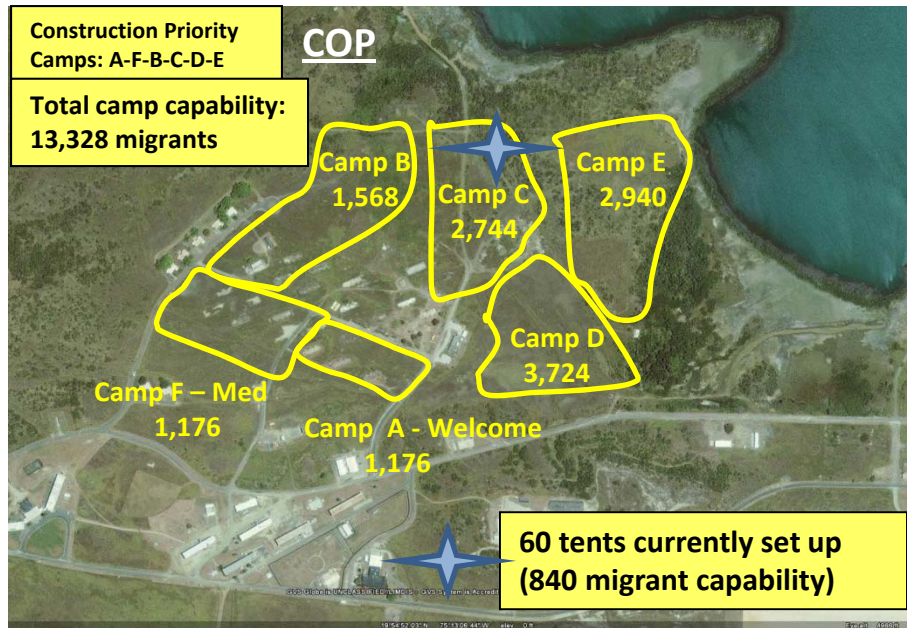 Construction Priority
Camps: A-F-B-C-D-E
COP
Total camp capability:
13,328 migrants
Camp B
1,568
Camp C
2,744
Camp E
2,940
Camp D
3,724
Camp F – Med
1,176
Camp A - Welcome
1,176
60 tents currently set up
(840 migrant capability)